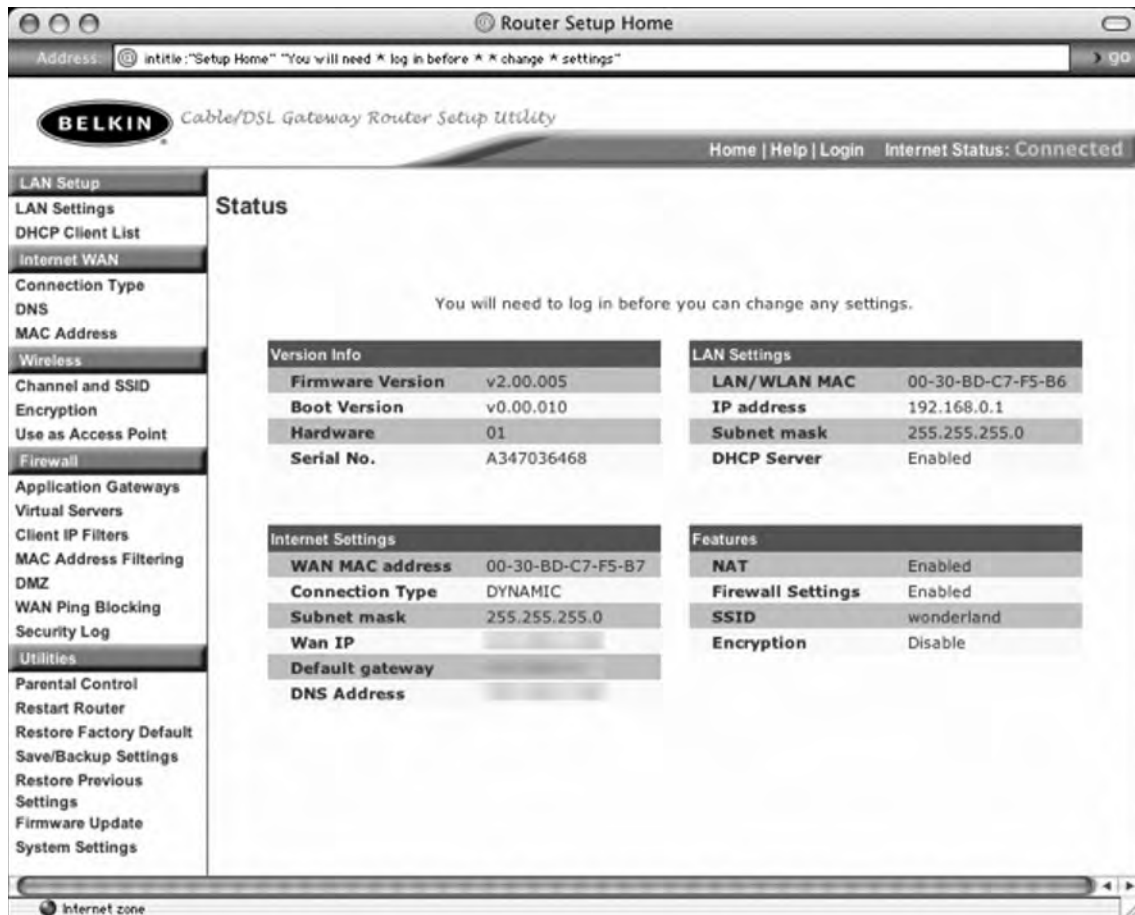 Router Setup Home
Address: intitle:"Setup Home" "You will need * log in before * * change * settings" go
BELKIN Cable/DSL Gateway Router Setup Utility
Home | Help | Login Internet Status: Connected
LAN Setup
LAN Settings
DHCP Client List
Internet WAN
Connection Type
DNS
MAC Address
Wireless
Channel and SSID
Encryption
Use as Access Point
Firewall
Application Gateways
Virtual Servers
Client IP Filters
MAC Address Filtering
DMZ
WAN Ping Blocking
Security Log
Utilities
Parental Control
Restart Router
Restore Factory Default
Save/Backup Settings
Restore Previous
Settings
Firmware Update
System Settings
Status
You will need to log in before you can change any settings.
Version Info
Firmware Version v2.00.005
Boot Version v0.00.010
Hardware 01
Serial No. A347036468
LAN Settings
LAN/WLAN MAC 00-30-BD-C7-F5-B6
IP address 192.168.0.1
Subnet mask 255.255.255.0
DHCP Server Enabled
Internet Settings
WAN MAC address 00-30-BD-C7-F5-B7
Connection Type DYNAMIC
Subnet mask 255.255.255.0
Wan IP
Default gateway
DNS Address
Features
NAT Enabled
Firewall Settings Enabled
SSID wonderland
Encryption Disable
Internet zone